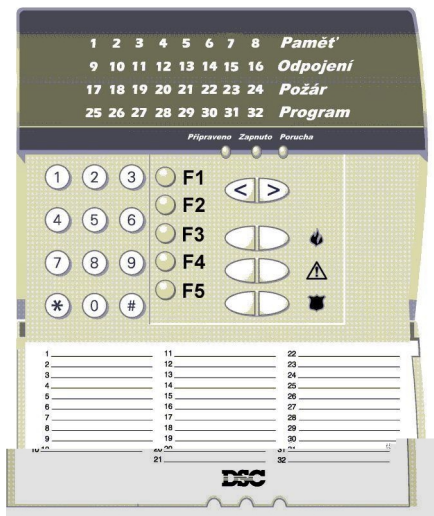 1 2 3 4 5 6 7 8 Paměť
9 10 11 12 13 14 15 16 Odpojení
17 18 19 20 21 22 23 24 Požár
25 26 27 28 29 30 31 32 Program
Připraveno Zapnuto Porucha
1 2 3 F1 < >
F2
4 5 6 F3
7 8 9 F4
* 0 # F5
1 11 22
2 12 23
3 13 24
4 14 25
5 15 26
6 16 27
7 17 28
8 18 29
9 19 30
10 20 31
21 32
DSC